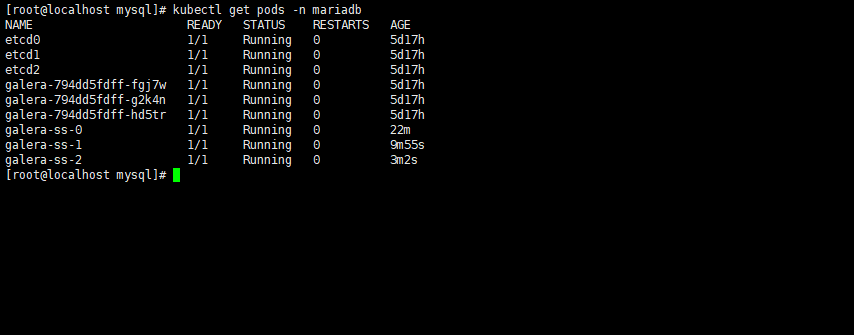 [root@localhost mysql]# kubectl get pods -n mariadb
NAME                      READY   STATUS    RESTARTS   AGE
etcd0                     1/1     Running   0          5d17h
etcd1                     1/1     Running   0          5d17h
etcd2                     1/1     Running   0          5d17h
galera-794dd5fdff-fgj7w   1/1     Running   0          5d17h
galera-794dd5fdff-g2k4n   1/1     Running   0          5d17h
galera-794dd5fdff-hd5tr   1/1     Running   0          5d17h
galera-ss-0               1/1     Running   0          22m
galera-ss-1               1/1     Running   0          9m55s
galera-ss-2               1/1     Running   0          3m2s
[root@localhost mysql]#